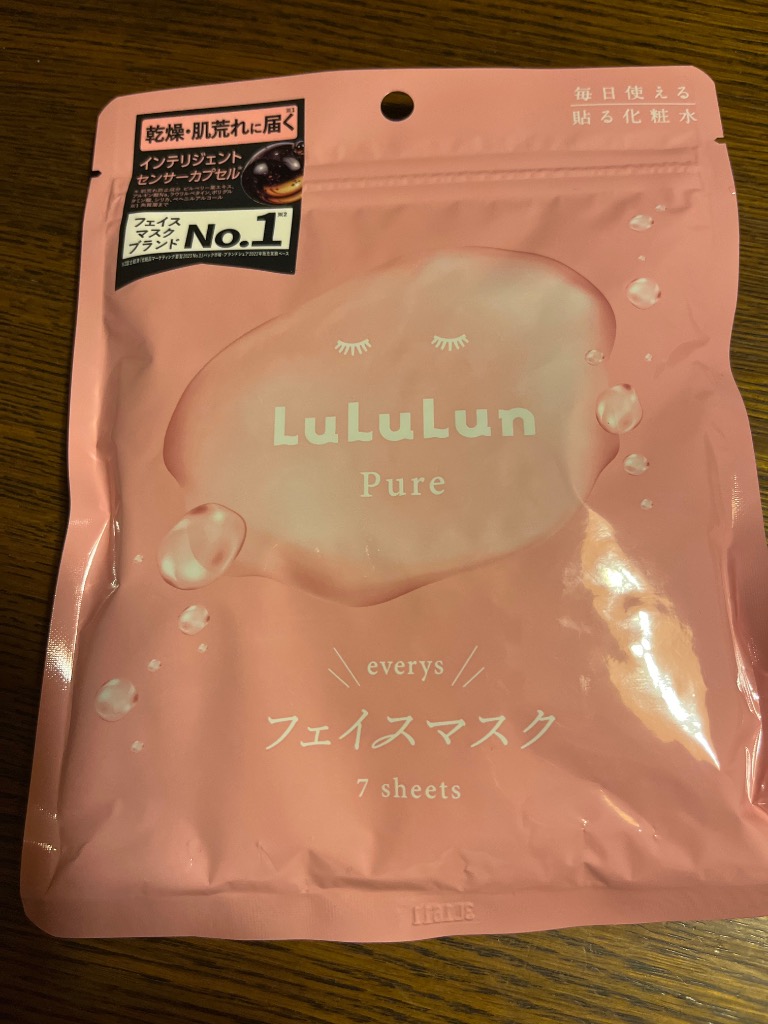 毎日使える
貼る化粧水
乾燥・肌荒れに届く※1
インテリジェント
センサーカプセル
フェイス
マスク
ブランド
No.1※2
LuLuLun
Pure
everys
フェイスマスク
7 sheets